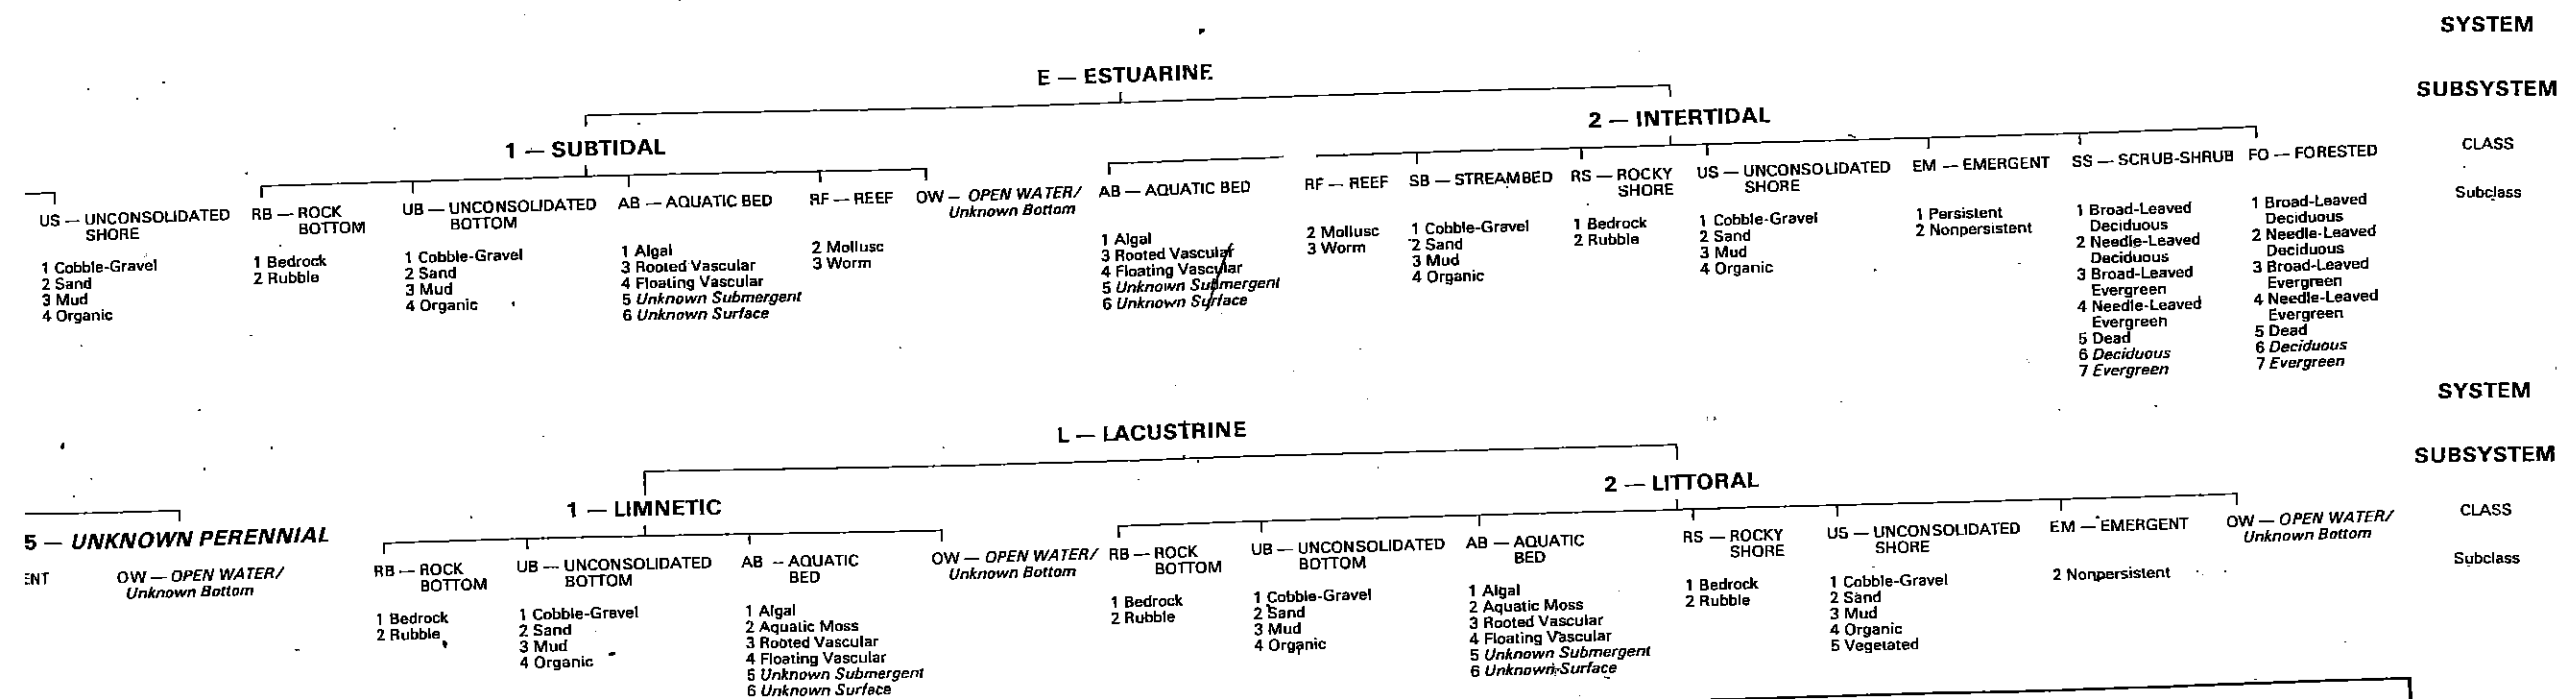 SYSTEM
E — ESTUARINE
SUBSYSTEM
1 — SUBTIDAL
2 — INTERTIDAL
CLASS
Subclass
US — UNCONSOLIDATED
SHORE
1 Cobble-Gravel
2 Sand
3 Mud
4 Organic
RB — ROCK
BOTTOM
1 Bedrock
2 Rubble
UB — UNCONSOLIDATED
BOTTOM
1 Cobble-Gravel
2 Sand
3 Mud
4 Organic
AB — AQUATIC BED
1 Algal
3 Rooted Vascular
4 Floating Vascular
5 Unknown Submergent
6 Unknown Surface
RF — REEF
2 Mollusc
3 Worm
OW — OPEN WATER/
Unknown Bottom
AB — AQUATIC BED
1 Algal
3 Rooted Vascular
4 Floating Vascular
5 Unknown Submergent
6 Unknown Surface
RF — REEF
2 Mollusc
3 Worm
SB — STREAMBED
1 Cobble-Gravel
2 Sand
3 Mud
4 Organic
RS — ROCKY
SHORE
1 Bedrock
2 Rubble
US — UNCONSOLIDATED
SHORE
1 Cobble-Gravel
2 Sand
3 Mud
4 Organic
EM — EMERGENT
1 Persistent
2 Nonpersistent
SS — SCRUB-SHRUB
1 Broad-Leaved
Deciduous
2 Needle-Leaved
Deciduous
3 Broad-Leaved
Evergreen
4 Needle-Leaved
Evergreen
5 Dead
6 Deciduous
7 Evergreen
FO — FORESTED
1 Broad-Leaved
Deciduous
2 Needle-Leaved
Deciduous
3 Broad-Leaved
Evergreen
4 Needle-Leaved
Evergreen
5 Dead
6 Deciduous
7 Evergreen
SYSTEM
L — LACUSTRINE
SUBSYSTEM
1 — LIMNETIC
2 — LITTORAL
CLASS
Subclass
5 — UNKNOWN PERENNIAL
ENT
OW — OPEN WATER/
Unknown Bottom
RB — ROCK
BOTTOM
1 Bedrock
2 Rubble
UB — UNCONSOLIDATED
BOTTOM
1 Cobble-Gravel
2 Sand
3 Mud
4 Organic
AB — AQUATIC
BED
1 Algal
2 Aquatic Moss
3 Rooted Vascular
4 Floating Vascular
5 Unknown Submergent
6 Unknown Surface
OW — OPEN WATER/
Unknown Bottom
RB — ROCK
BOTTOM
1 Bedrock
2 Rubble
UB — UNCONSOLIDATED
BOTTOM
1 Cobble-Gravel
2 Sand
3 Mud
4 Organic
AB — AQUATIC
BED
1 Algal
2 Aquatic Moss
3 Rooted Vascular
4 Floating Vascular
5 Unknown Submergent
6 Unknown Surface
RS — ROCKY
SHORE
1 Bedrock
2 Rubble
US — UNCONSOLIDATED
SHORE
1 Cobble-Gravel
2 Sand
3 Mud
4 Organic
5 Vegetated
EM — EMERGENT
2 Nonpersistent
OW — OPEN WATER/
Unknown Bottom